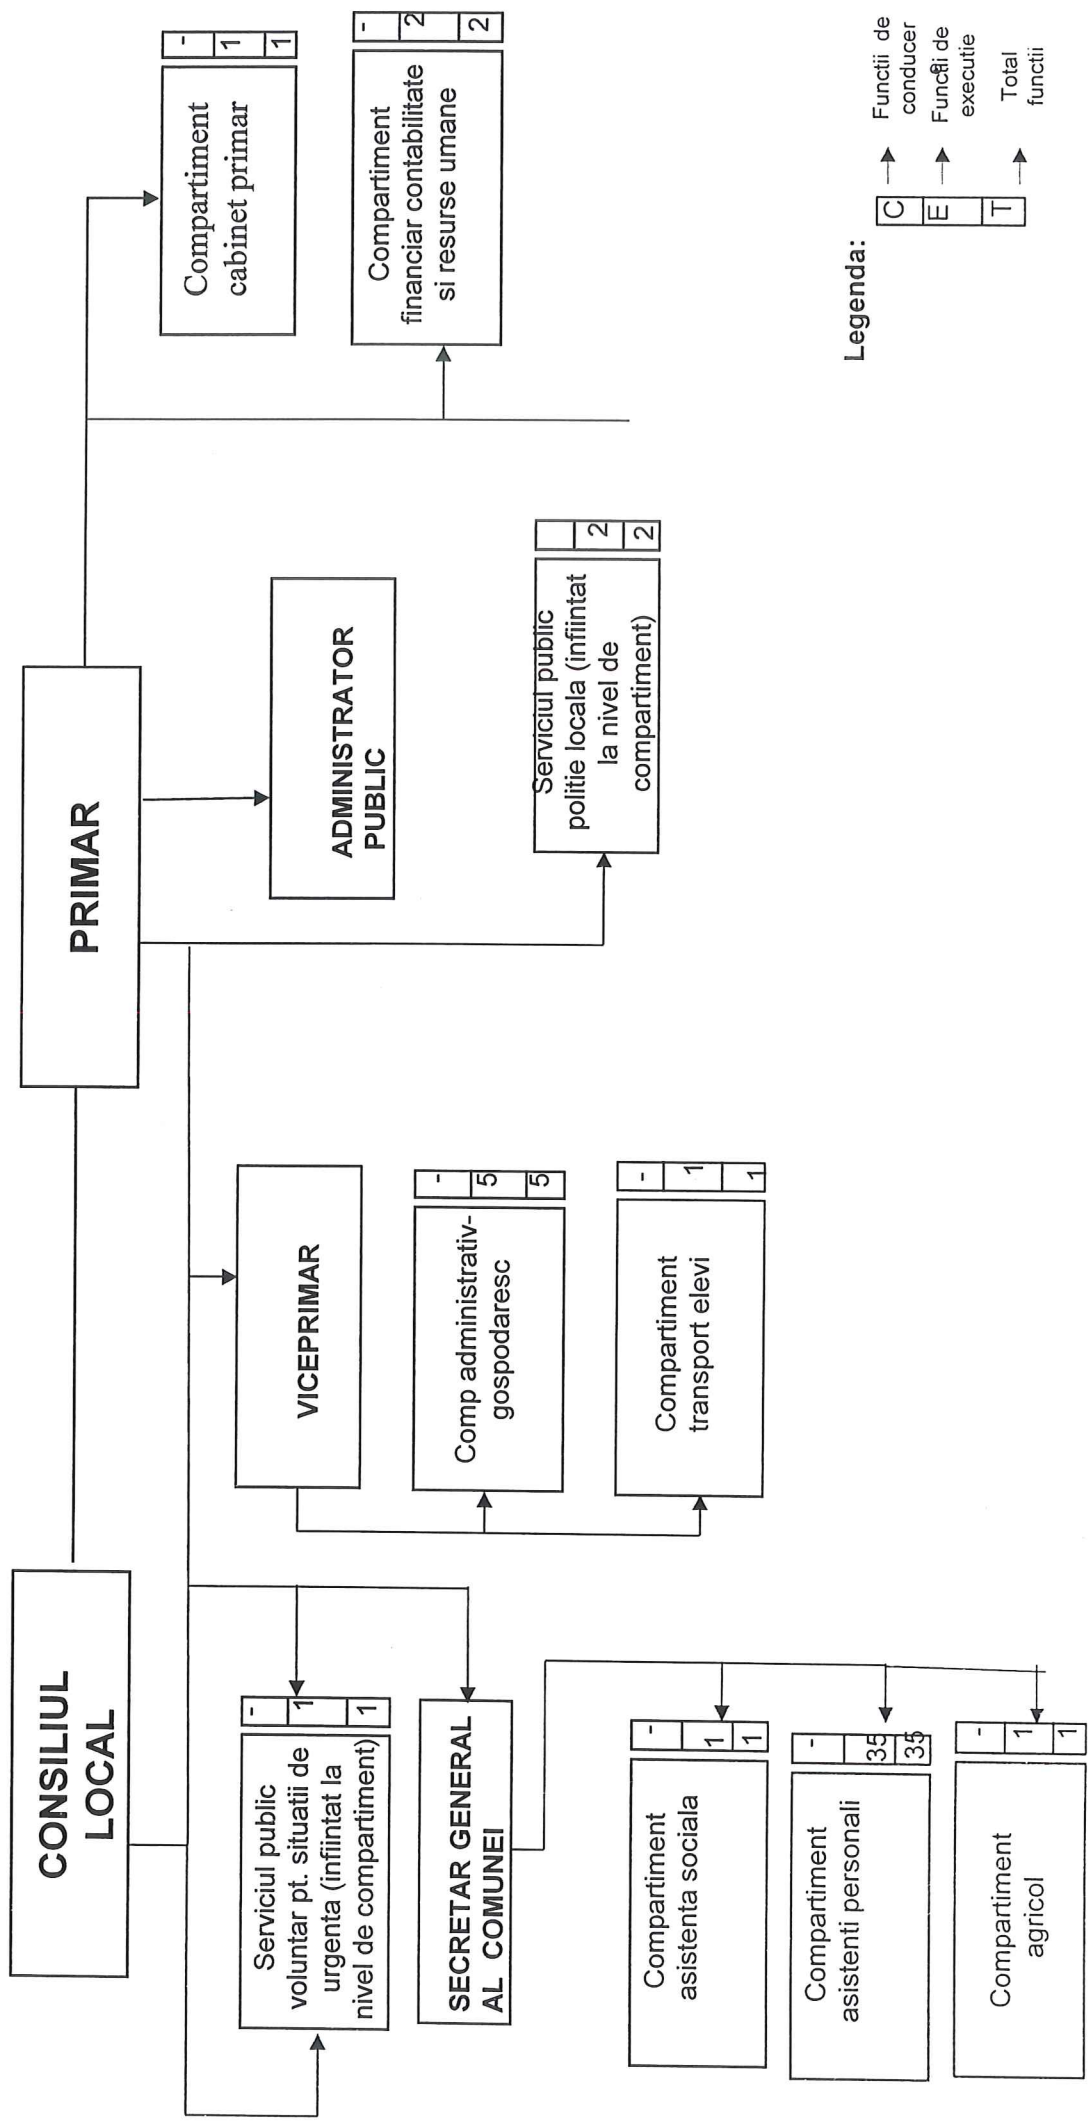 CONSILIUL
LOCAL
PRIMAR
Serviciul public
voluntar pt. situatii de
urgenta (infiintat la
nivel de compartiment)
-
1
1
SECRETAR GENERAL
AL COMUNEI
Compartiment
asistenta sociala
-
1
1
Compartiment
asistenti personali
-
35
35
Compartiment
agricol
-
1
1
VICEPRIMAR
Comp administrativ-
gospodaresc
-
5
5
Compartiment
transport elevi
-
1
1
ADMINISTRATOR
PUBLIC
Serviciul public
politie locala (infiintat
la nivel de
compartiment)
2
2
Compartiment
cabinet primar
-
1
1
Compartiment
financiar contabilitate
si resurse umane
-
2
2
Legenda:
C
E
T
Functii de
conducere
Functii de
executie
Total
functii